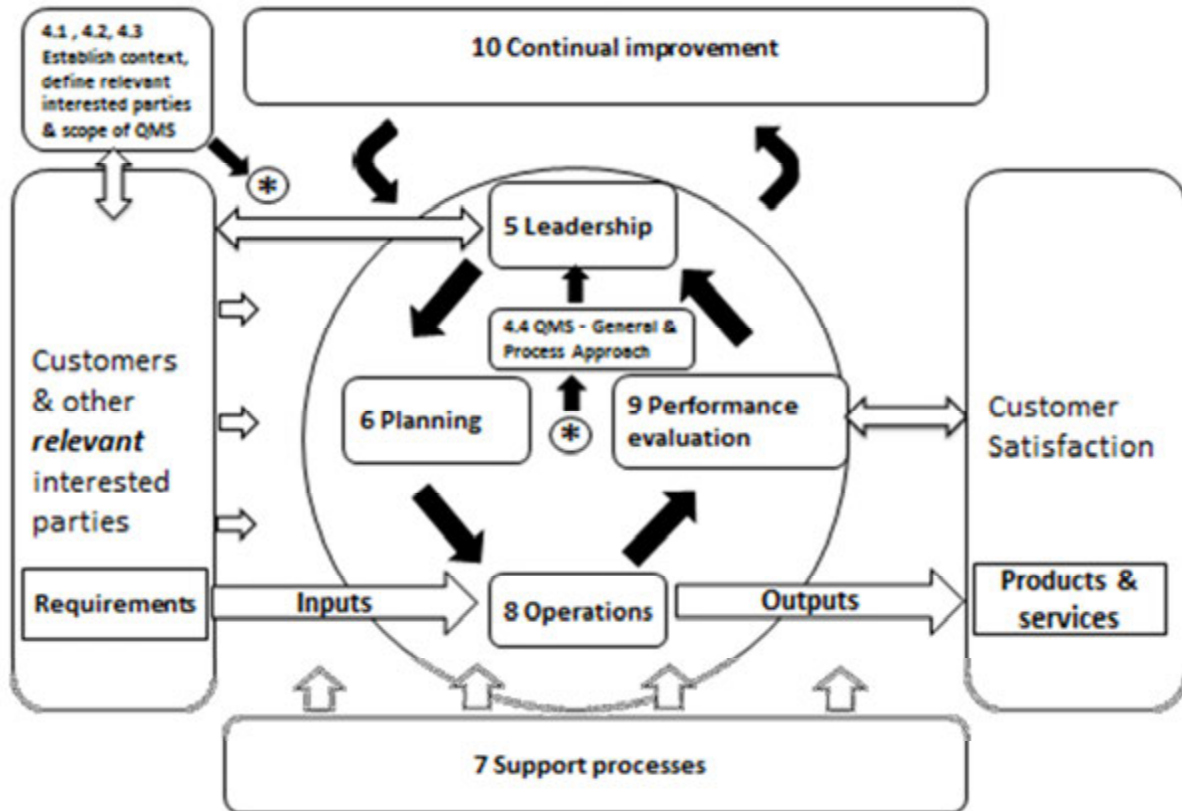 4.1 , 4.2, 4.3
Establish context,
define relevant
interested parties
& scope of QMS
10 Continual improvement
*
5 Leadership
4.4 QMS - General &
Process Approach
Customers
& other
relevant
interested
parties
6 Planning
*
9 Performance
evaluation
Customer
Satisfaction
Requirements
Inputs
8 Operations
Outputs
Products &
services
7 Support processes